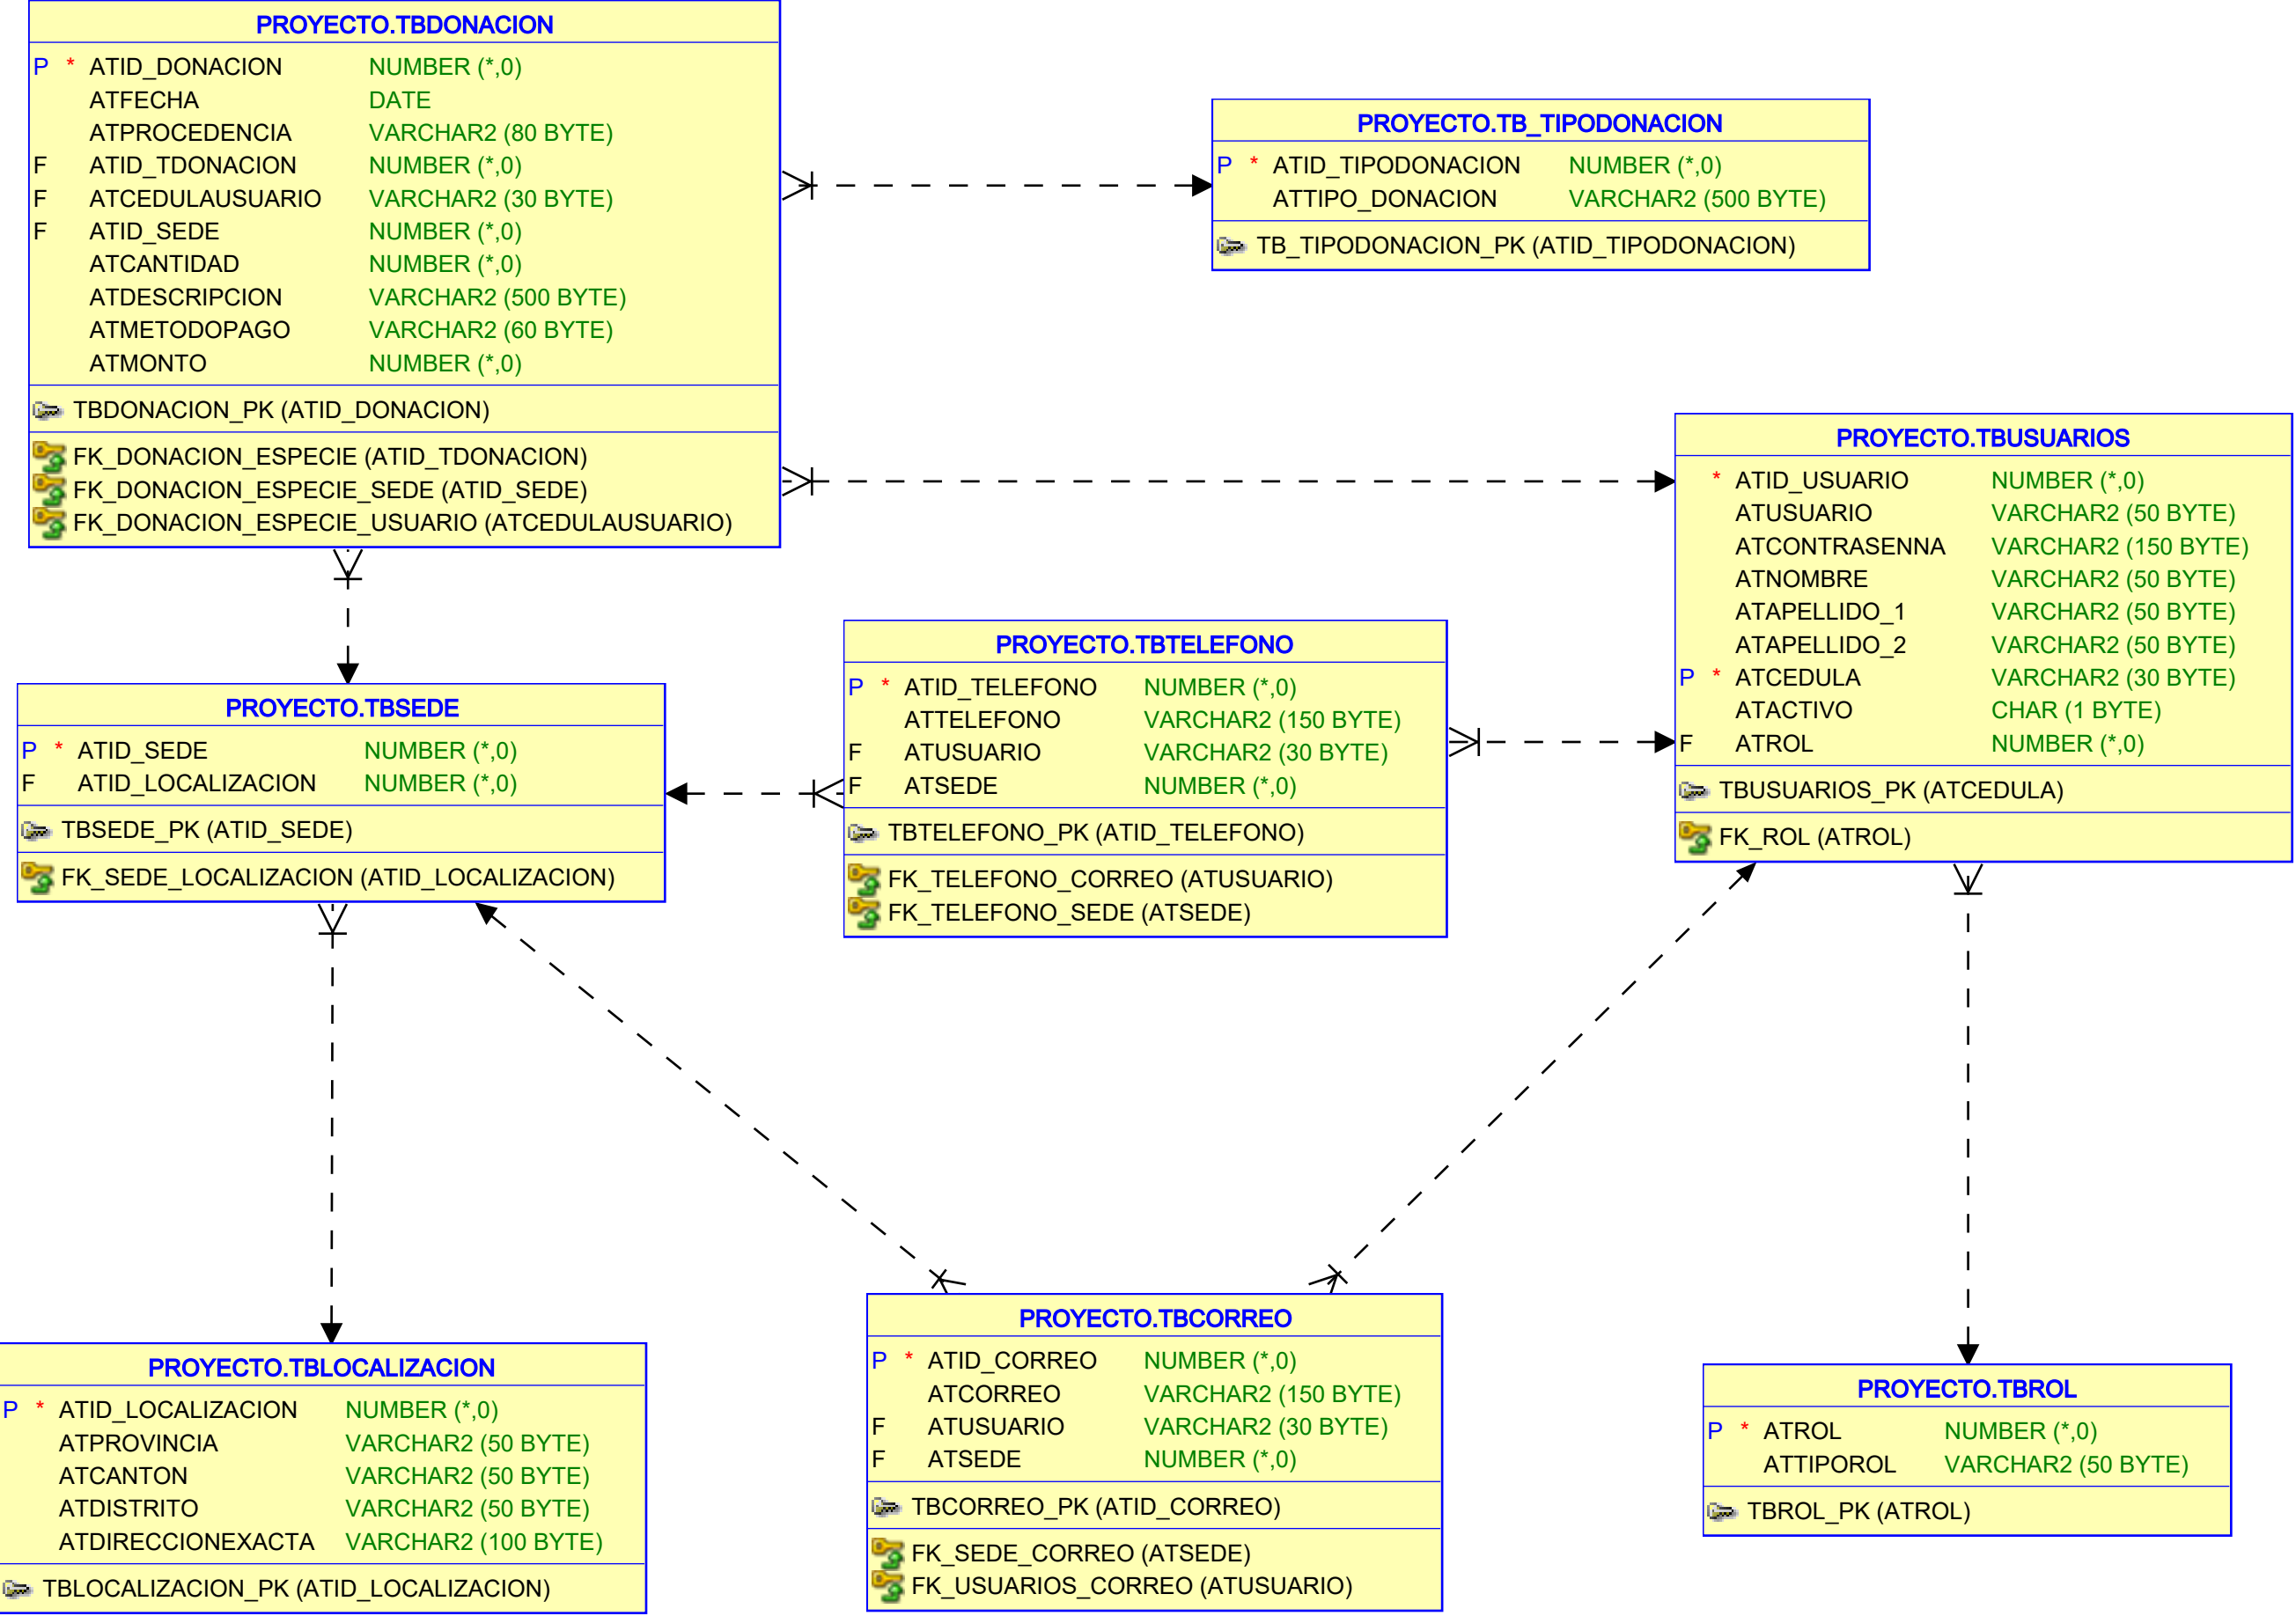 PROYECTO.TBDONACION
P * ATID_DONACION NUMBER (*,0)
ATFECHA DATE
ATPROCEDENCIA VARCHAR2 (80 BYTE)
F ATID_TDONACION NUMBER (*,0)
F ATCEDULAUSUARIO VARCHAR2 (30 BYTE)
F ATID_SEDE NUMBER (*,0)
ATCANTIDAD NUMBER (*,0)
ATDESCRIPCION VARCHAR2 (500 BYTE)
ATMETODOPAGO VARCHAR2 (60 BYTE)
ATMONTO NUMBER (*,0)
TBDONACION_PK (ATID_DONACION)
FK_DONACION_ESPECIE (ATID_TDONACION)
FK_DONACION_ESPECIE_SEDE (ATID_SEDE)
FK_DONACION_ESPECIE_USUARIO (ATCEDULAUSUARIO)
PROYECTO.TB_TIPODONACION
P * ATID_TIPODONACION NUMBER (*,0)
ATTIPO_DONACION VARCHAR2 (500 BYTE)
TB_TIPODONACION_PK (ATID_TIPODONACION)
PROYECTO.TBUSUARIOS
* ATID_USUARIO NUMBER (*,0)
ATUSUARIO VARCHAR2 (50 BYTE)
ATCONTRASENNA VARCHAR2 (150 BYTE)
ATNOMBRE VARCHAR2 (50 BYTE)
ATAPELLIDO_1 VARCHAR2 (50 BYTE)
ATAPELLIDO_2 VARCHAR2 (50 BYTE)
P * ATCEDULA VARCHAR2 (30 BYTE)
ATACTIVO CHAR (1 BYTE)
F ATROL NUMBER (*,0)
TBUSUARIOS_PK (ATCEDULA)
FK_ROL (ATROL)
PROYECTO.TBTELEFONO
P * ATID_TELEFONO NUMBER (*,0)
ATTELEFONO VARCHAR2 (150 BYTE)
F ATUSUARIO VARCHAR2 (30 BYTE)
F ATSEDE NUMBER (*,0)
TBTELEFONO_PK (ATID_TELEFONO)
FK_TELEFONO_CORREO (ATUSUARIO)
FK_TELEFONO_SEDE (ATSEDE)
PROYECTO.TBSEDE
P * ATID_SEDE NUMBER (*,0)
F ATID_LOCALIZACION NUMBER (*,0)
TBSEDE_PK (ATID_SEDE)
FK_SEDE_LOCALIZACION (ATID_LOCALIZACION)
PROYECTO.TBLOCALIZACION
P * ATID_LOCALIZACION NUMBER (*,0)
ATPROVINCIA VARCHAR2 (50 BYTE)
ATCANTON VARCHAR2 (50 BYTE)
ATDISTRITO VARCHAR2 (50 BYTE)
ATDIRECCIONEXACTA VARCHAR2 (100 BYTE)
TBLOCALIZACION_PK (ATID_LOCALIZACION)
PROYECTO.TBCORREO
P * ATID_CORREO NUMBER (*,0)
ATCORREO VARCHAR2 (150 BYTE)
F ATUSUARIO VARCHAR2 (30 BYTE)
F ATSEDE NUMBER (*,0)
TBCORREO_PK (ATID_CORREO)
FK_SEDE_CORREO (ATSEDE)
FK_USUARIOS_CORREO (ATUSUARIO)
PROYECTO.TBROL
P * ATROL NUMBER (*,0)
ATTIPOROL VARCHAR2 (50 BYTE)
TBROL_PK (ATROL)